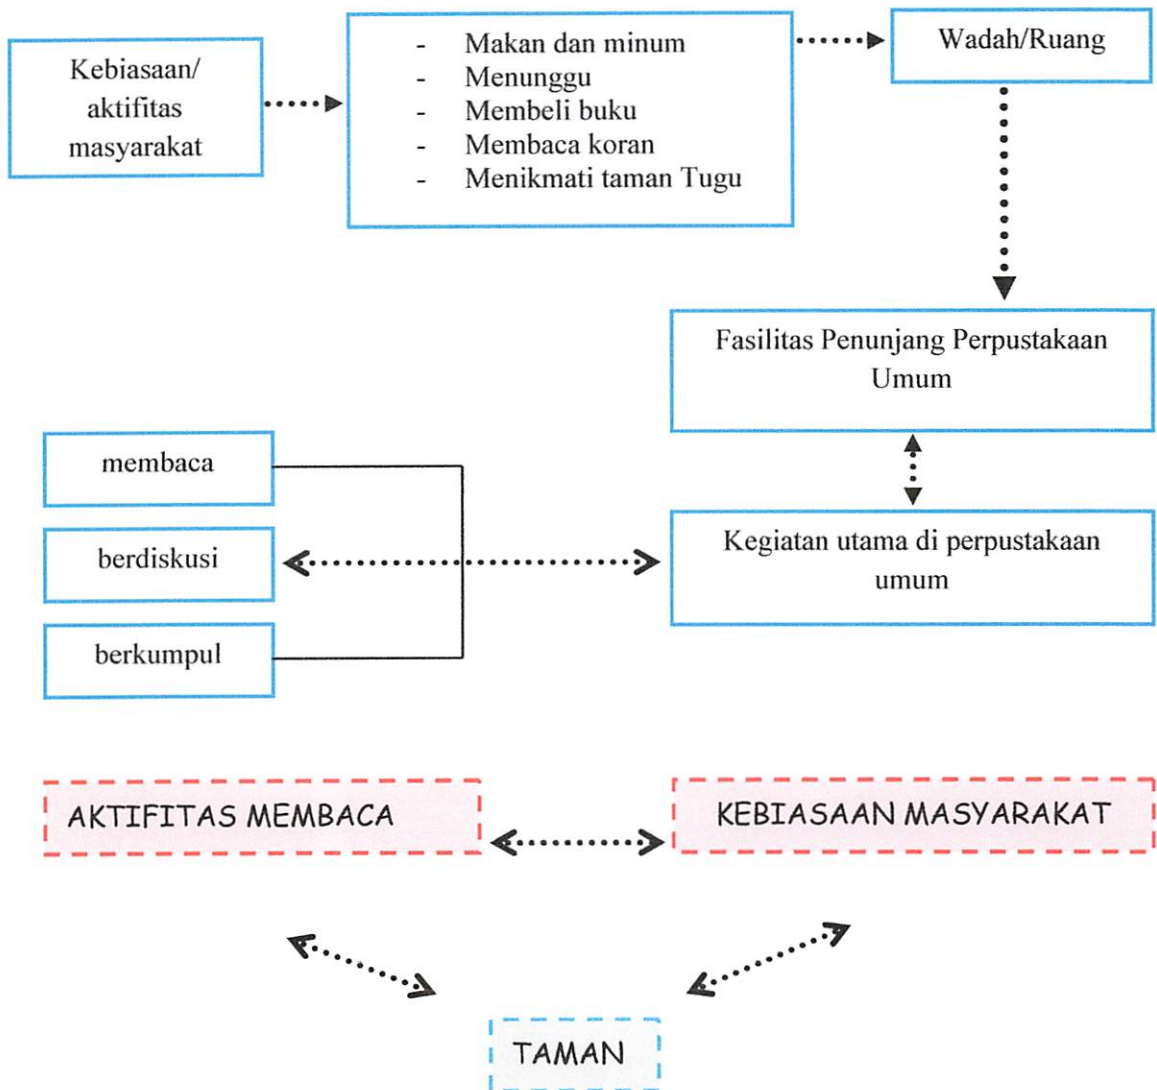 Kebiasaan/
aktifitas
masyarakat
- Makan dan minum
- Menunggu
- Membeli buku
- Membaca koran
- Menikmati taman Tugu
Wadah/Ruang
Fasilitas Penunjang Perpustakaan
Umum
membaca
berdiskusi
berkumpul
Kegiatan utama di perpustakaan
umum
AKTIFITAS MEMBACA
KEBIASAAN MASYARAKAT
TAMAN